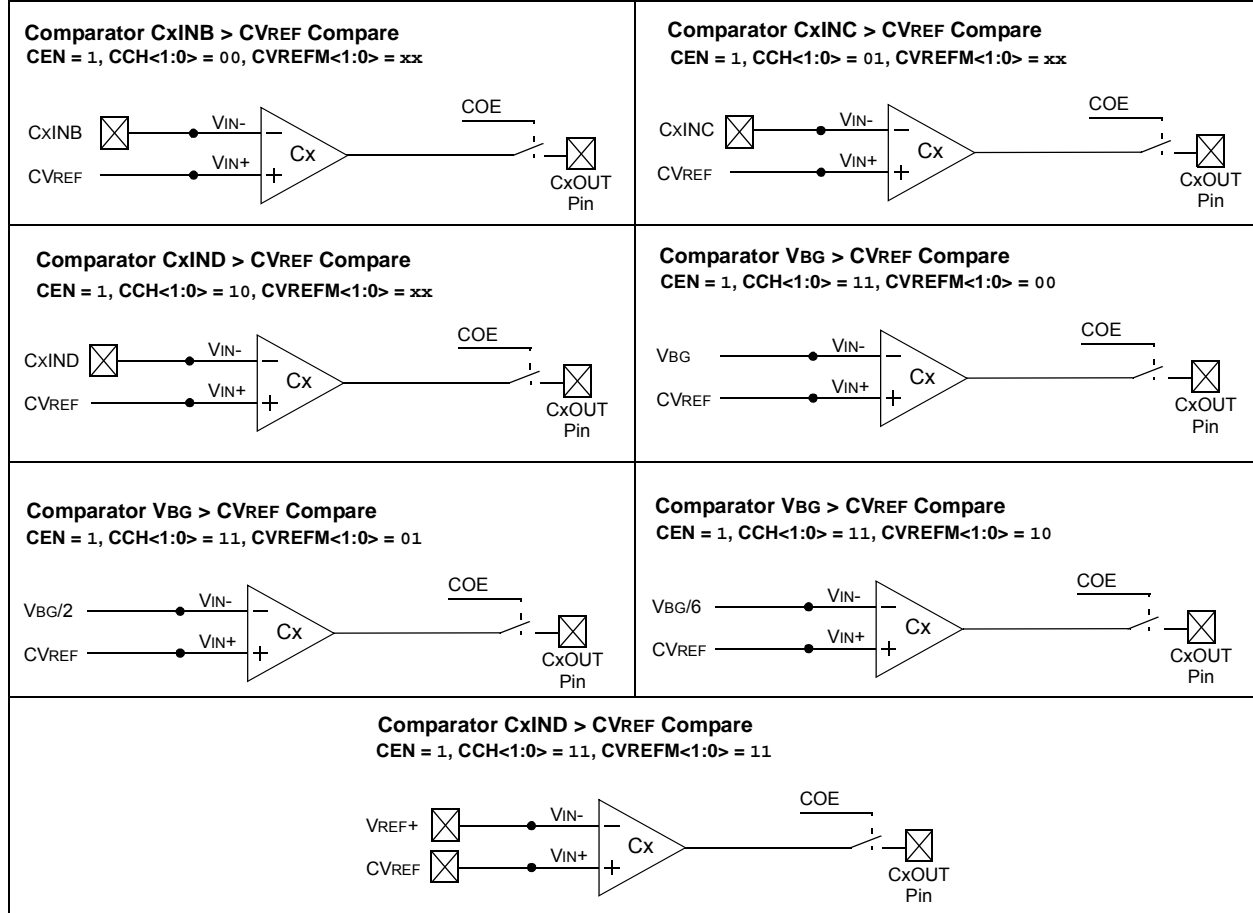 Comparator CxINB > CVREF Compare
CEN = 1, CCH<1:0> = 00, CVREFM<1:0> = xx
COE
CXINB
VIN-
Cx
CVREF
VIN+
CxOUT
Pin
Comparator CxINC > CVREF Compare
CEN = 1, CCH<1:0> = 01, CVREFM<1:0> = xx
COE
CXINC
VIN-
Cx
CVREF
VIN+
CxOUT
Pin
Comparator CxIND > CVREF Compare
CEN = 1, CCH<1:0> = 10, CVREFM<1:0> = xx
COE
CXIND
VIN-
Cx
CVREF
VIN+
CxOUT
Pin
Comparator VBG > CVREF Compare
CEN = 1, CCH<1:0> = 11, CVREFM<1:0> = 00
COE
VBG
VIN-
Cx
CVREF
VIN+
CxOUT
Pin
Comparator VBG > CVREF Compare
CEN = 1, CCH<1:0> = 11, CVREFM<1:0> = 01
COE
VBG/2
VIN-
Cx
CVREF
VIN+
CxOUT
Pin
Comparator VBG > CVREF Compare
CEN = 1, CCH<1:0> = 11, CVREFM<1:0> = 10
COE
VBG/6
VIN-
Cx
CVREF
VIN+
CxOUT
Pin
Comparator CxIND > CVREF Compare
CEN = 1, CCH<1:0> = 11, CVREFM<1:0> = 11
COE
VREF+
VIN-
Cx
CVREF
VIN+
CxOUT
Pin